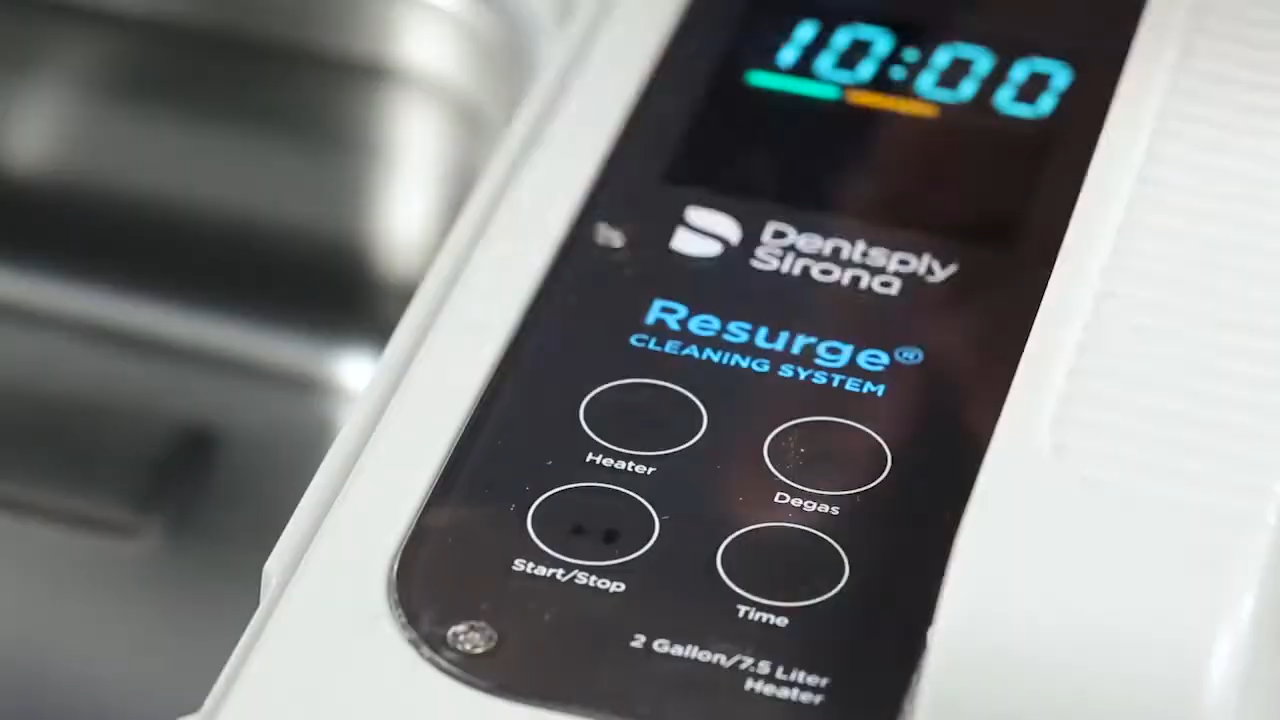 10:00
Dentsply
Sirona
Resurge®
CLEANING SYSTEM
Heater
Degas
Start/Stop
Time
2 Gallon/7.5 Liter
Heater